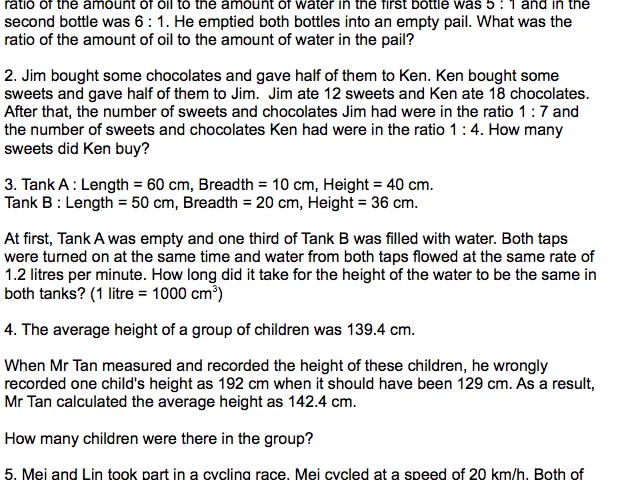 ratio of the amount of oil to the amount of water in the first bottle was 5 : 1 and in the
second bottle was 6 : 1. He emptied both bottles into an empty pail. What was the
ratio of the amount of oil to the amount of water in the pail?
2. Jim bought some chocolates and gave half of them to Ken. Ken bought some
sweets and gave half of them to Jim.  Jim ate 12 sweets and Ken ate 18 chocolates.
After that, the number of sweets and chocolates Jim had were in the ratio 1 : 7 and
the number of sweets and chocolates Ken had were in the ratio 1 : 4. How many
sweets did Ken buy?
3. Tank A : Length = 60 cm, Breadth = 10 cm, Height = 40 cm.
Tank B : Length = 50 cm, Breadth = 20 cm, Height = 36 cm.
At first, Tank A was empty and one third of Tank B was filled with water. Both taps
were turned on at the same time and water from both taps flowed at the same rate of
1.2 litres per minute. How long did it take for the height of the water to be the same in
both tanks? (1 litre = 1000 cm³)
4. The average height of a group of children was 139.4 cm.
When Mr Tan measured and recorded the height of these children, he wrongly
recorded one child's height as 192 cm when it should have been 129 cm. As a result,
Mr Tan calculated the average height as 142.4 cm.
How many children were there in the group?
5. Mei and Lin took part in a cycling race. Mei cycled at a speed of 20 km/h. Both of